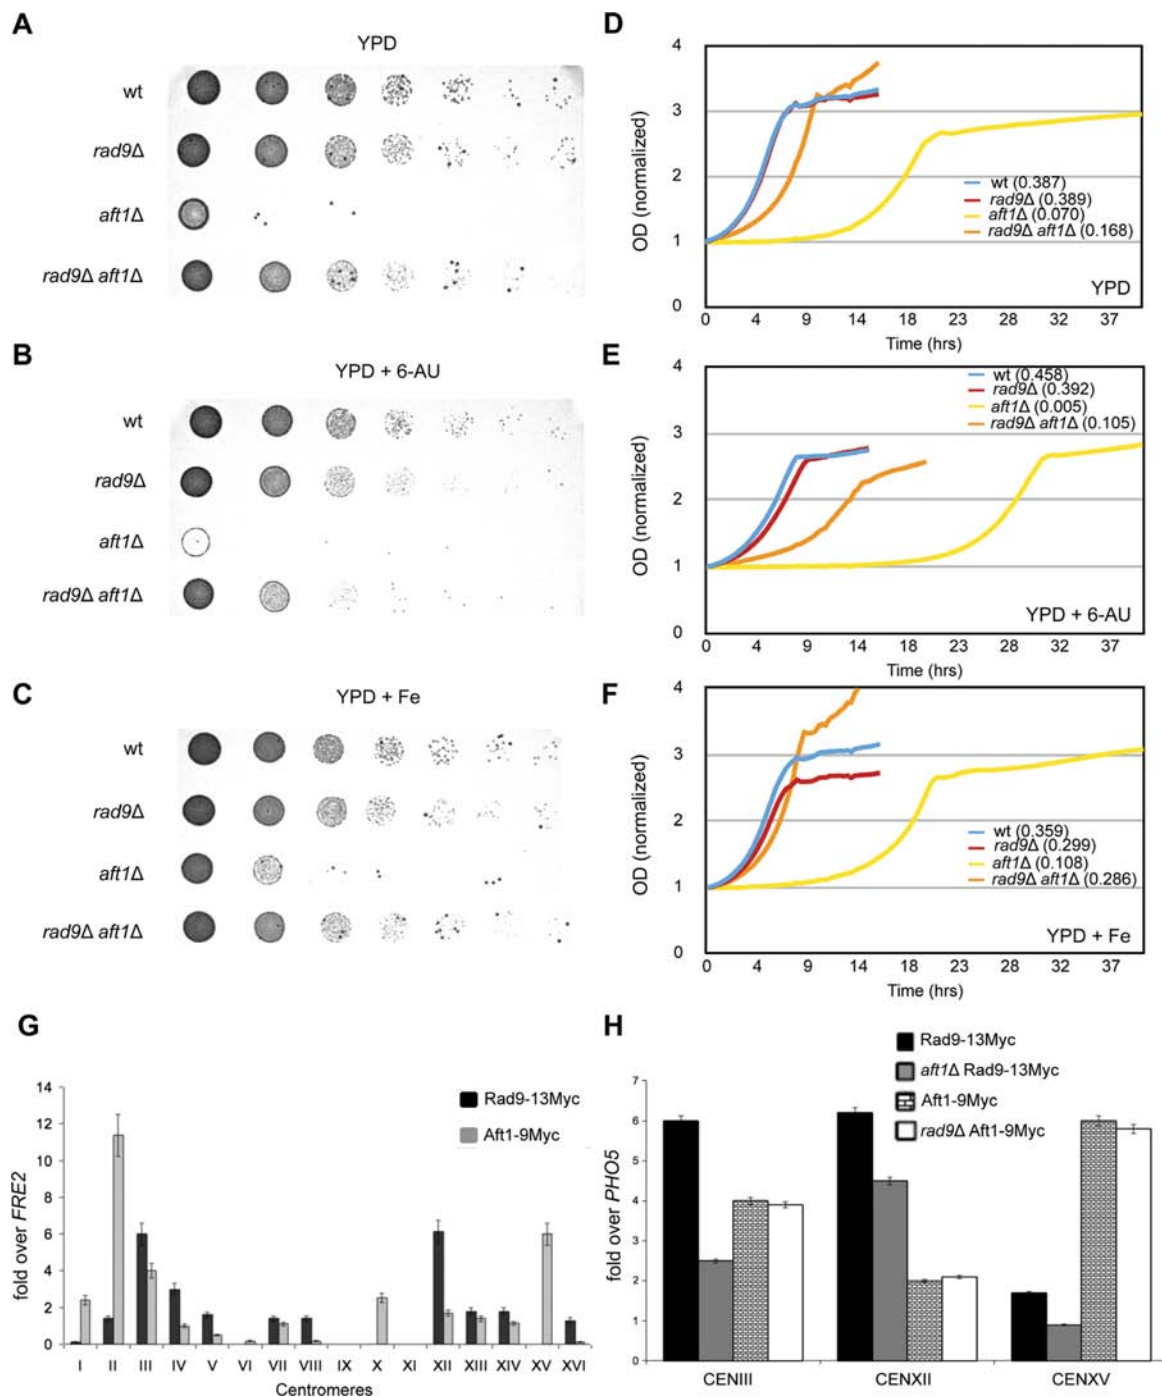 A
YPD
wt
rad9Δ
aft1Δ
rad9Δ aft1Δ
B
YPD + 6-AU
wt
rad9Δ
aft1Δ
rad9Δ aft1Δ
C
YPD + Fe
wt
rad9Δ
aft1Δ
rad9Δ aft1Δ
D
OD (normalized)
4
3
2
1
0
wt (0.387)
rad9Δ (0.389)
aft1Δ (0.070)
rad9Δ aft1Δ (0.168)
YPD
0 4 9 14 18 23 28 32 37
Time (hrs)
E
OD (normalized)
4
3
2
1
0
wt (0.458)
rad9Δ (0.392)
aft1Δ (0.005)
rad9Δ aft1Δ (0.105)
YPD + 6-AU
0 4 9 14 18 23 28 32 37
Time (hrs)
F
OD (normalized)
4
3
2
1
0
wt (0.359)
rad9Δ (0.299)
aft1Δ (0.108)
rad9Δ aft1Δ (0.286)
YPD + Fe
0 4 9 14 18 23 28 32 37
Time (hrs)
G
fold over FRE2
14
12
10
8
6
4
2
0
Rad9-13Myc
Aft1-9Myc
I II III IV V VI VII VIII IX X XI XII XIII XIV XV XVI
Centromeres
H
fold over PHO5
7
6
5
4
3
2
1
0
Rad9-13Myc
aft1Δ Rad9-13Myc
Aft1-9Myc
rad9Δ Aft1-9Myc
CENIII CENXII CENXV